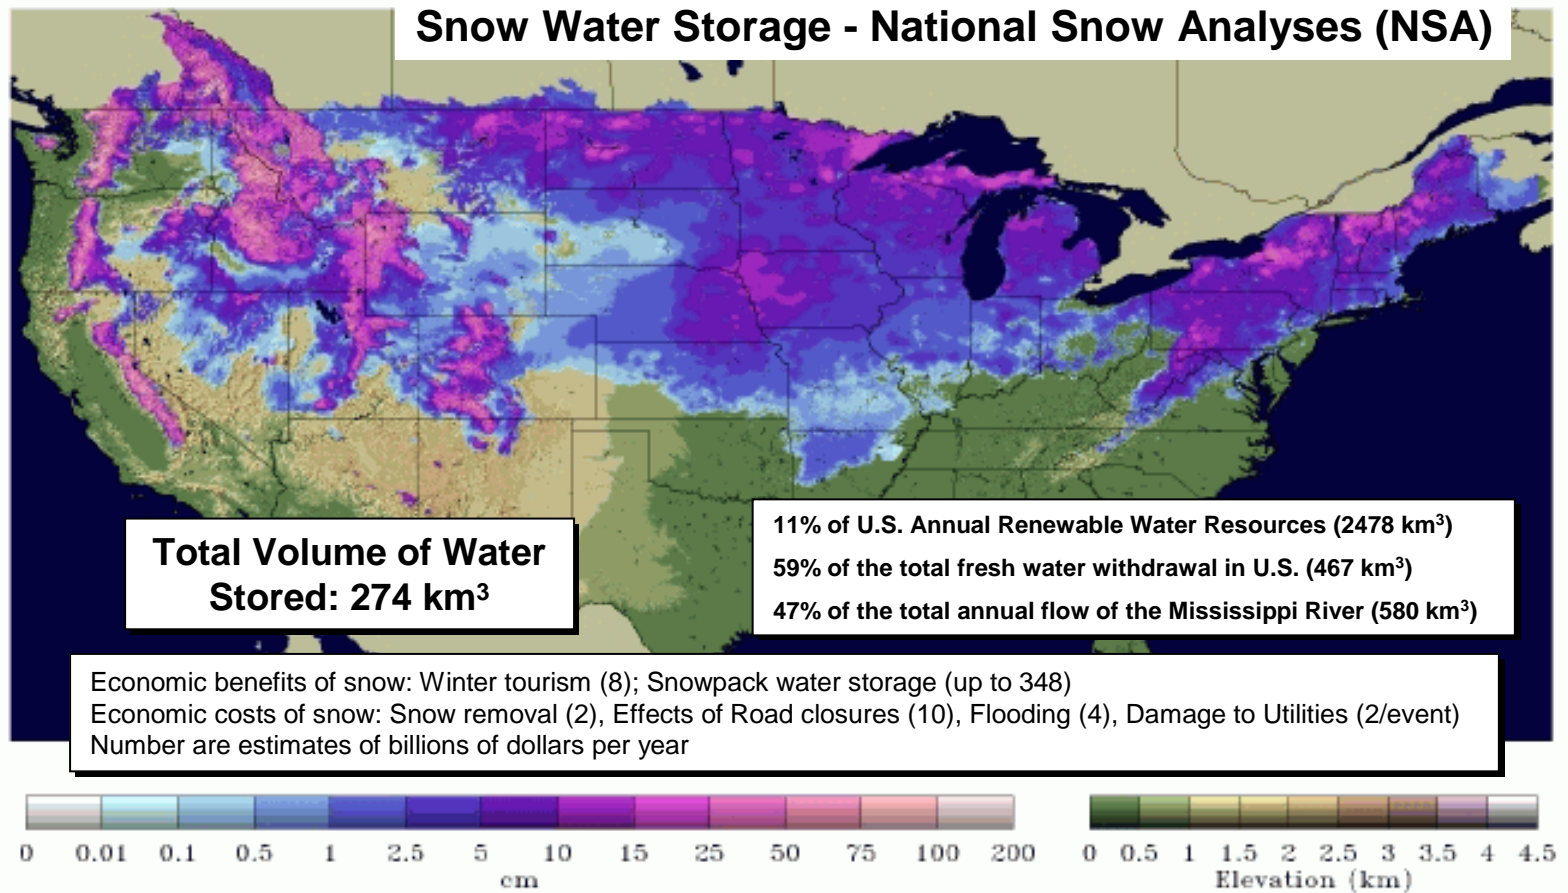 Snow Water Storage - National Snow Analyses (NSA)
Total Volume of Water
Stored: 274 km³
11% of U.S. Annual Renewable Water Resources (2478 km³)
59% of the total fresh water withdrawal in U.S. (467 km³)
47% of the total annual flow of the Mississippi River (580 km³)
Economic benefits of snow: Winter tourism (8); Snowpack water storage (up to 348)
Economic costs of snow: Snow removal (2), Effects of Road closures (10), Flooding (4), Damage to Utilities (2/event)
Number are estimates of billions of dollars per year
0 0.01 0.1 0.5 1 2.5 5 10 15 25 50 75 100 200
cm
0 0.5 1 1.5 2 2.5 3 3.5 4 4.5
Elevation (km)